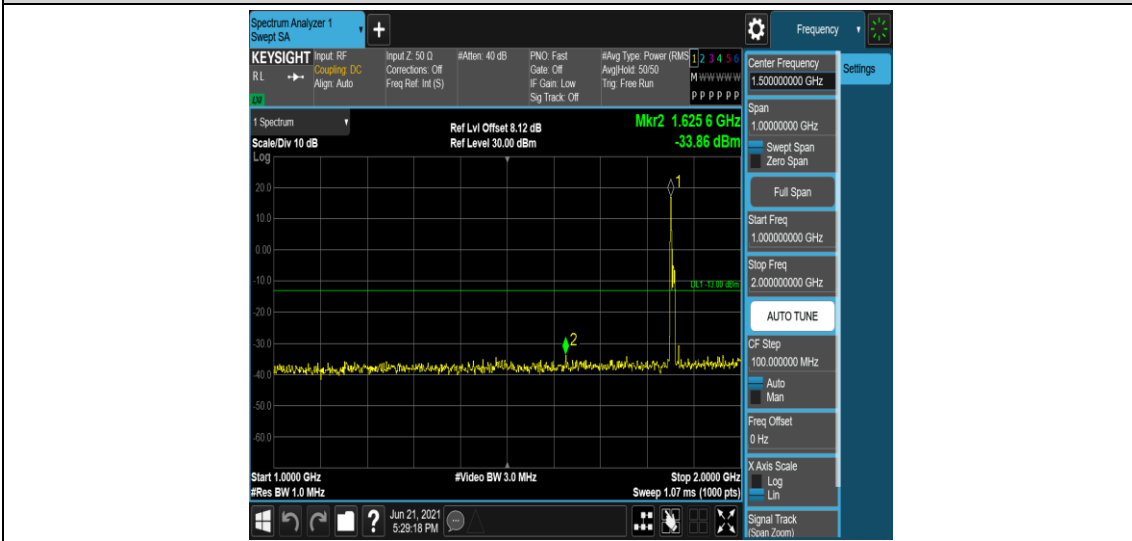 Spectrum Analyzer 1
Swept SA
+
Frequency
KEYSIGHT
RL
LXI
Input: RF
Coupling: DC
Align: Auto
Input Z: 50 Ω
Corrections: Off
Freq Ref: Int (S)
#Atten: 40 dB
PNO: Fast
Gate: Off
IF Gain: Low
Sig Track: Off
#Avg Type: Power (RMS
Avg|Hold: 50/50
Trig: Free Run
1 2 3 4 5 6
M W W W W W
P P P P P P
Center Frequency
1.500000000 GHz
Settings
Span
1.00000000 GHz
Swept Span
Zero Span
Full Span
Start Freq
1.000000000 GHz
Stop Freq
2.000000000 GHz
AUTO TUNE
CF Step
100.000000 MHz
Auto
Man
Freq Offset
0 Hz
X Axis Scale
Log
Lin
Signal Track
(Span Zoom)
1 Spectrum
Scale/Div 10 dB
Log
Ref Lvl Offset 8.12 dB
Ref Level 30.00 dBm
Mkr2 1.625 6 GHz
-33.86 dBm
20.0
10.0
0.00
-10.0
-20.0
-30.0
-40.0
-50.0
-60.0
1
2
DL1 -13.00 dBm
Start 1.0000 GHz
#Res BW 1.0 MHz
#Video BW 3.0 MHz
Stop 2.0000 GHz
Sweep 1.07 ms (1000 pts)
?
Jun 21, 2021
5:29:18 PM